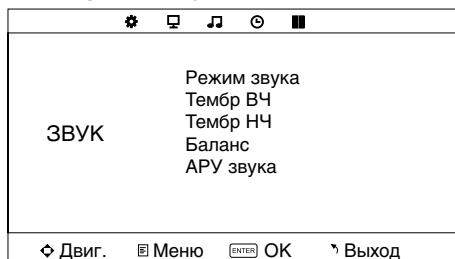 Режим звука
Тембр ВЧ
Тембр НЧ
ЗВУК
Баланс
АРУ звука
Двиг. Меню ENTER OK Выход